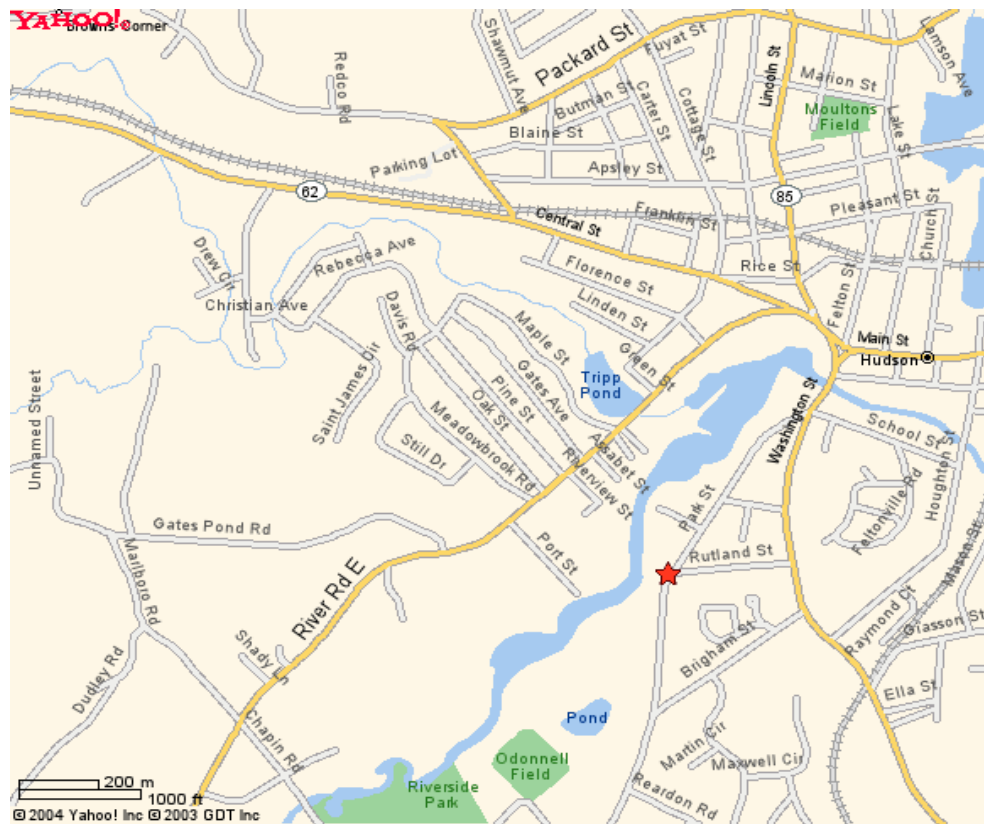 YAHOO!
Browns Corner
Redco Rd
Shawmut Ave
Packard St
Fuyat St
Lamson Ave
Lincoln St
Marion St
Moultons
Field
Lake St
Butman St
Carter St
Cottage St
Blaine St
Parking Lot
Apsley St
62
85
Central St
Franklin St
Pleasant St
Church St
Drew Cir
Rebecca Ave
Christian Ave
Florence St
Rice St
Felton St
Linden St
Davis Rd
Maple St
Green St
Main St
Hudson
Saint James Cir
Tripp
Pond
Gates Ave
Pine St
Oak St
Unnamed Street
Meadowbrook Rd
Still Dr
Assabet St
Riverview St
Washington St
School St
Houghton St
Feltonville Rd
Park St
Gates Pond Rd
Port St
Rutland St
Mason St
Marlboro Rd
River Rd E
Raymond Ct
Glasson St
Shady Ln
Brigham St
Dudley Rd
Ella St
Chapin Rd
Pond
Martin Cir
Maxwell Cir
Odonnell
Field
Riverside
Park
Reardon Rd
200 m
1000 ft
© 2004 Yahoo! Inc © 2003 GDT Inc